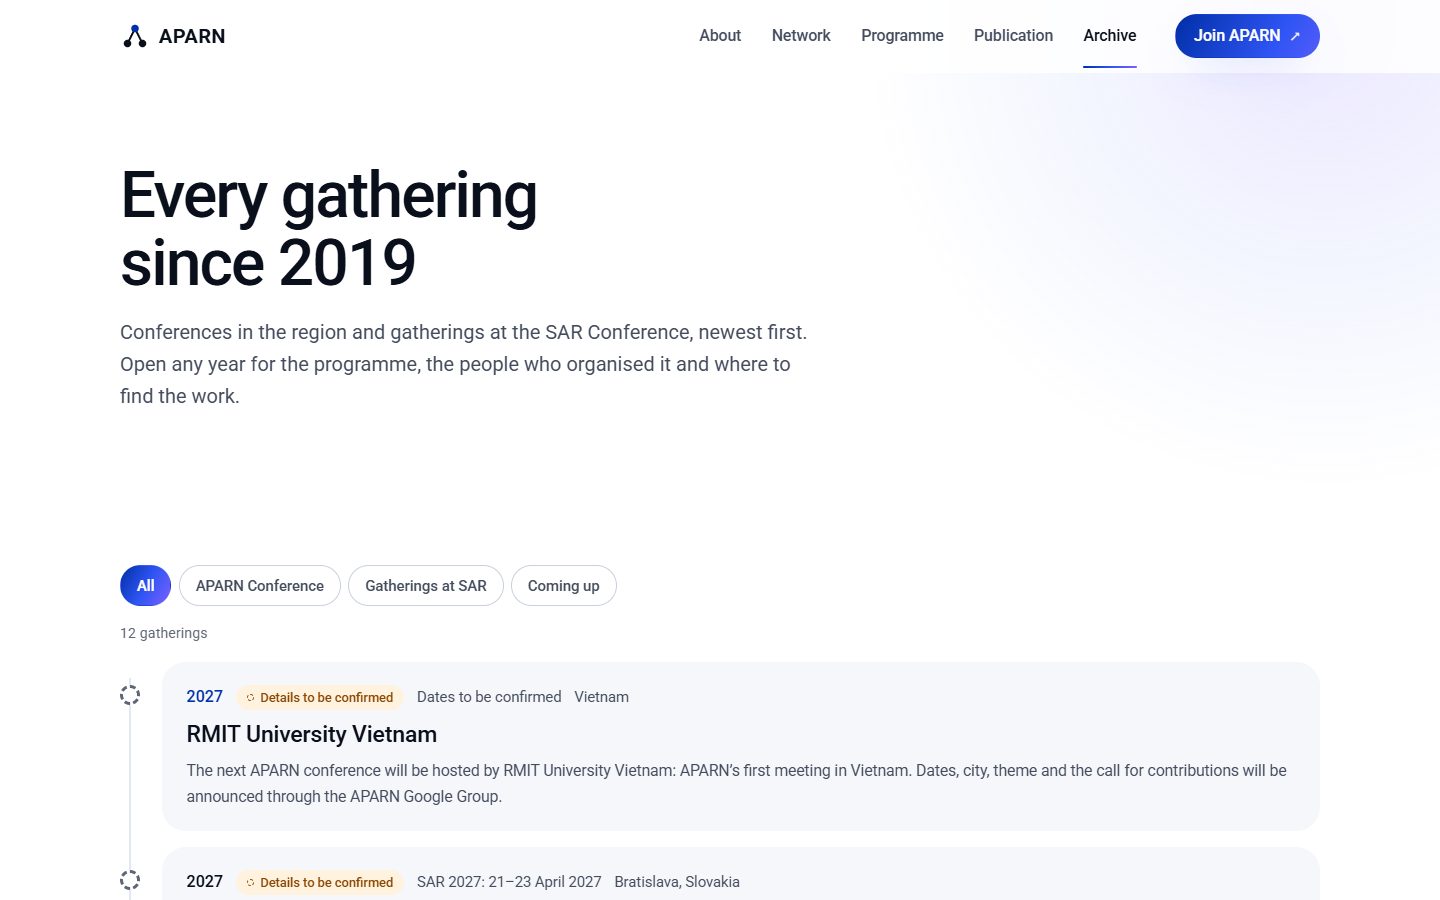 APARN
About Network Programme Publication Archive Join APARN ↗
Every gathering
since 2019
Conferences in the region and gatherings at the SAR Conference, newest first.
Open any year for the programme, the people who organised it and where to
find the work.
All APARN Conference Gatherings at SAR Coming up
12 gatherings
2027 Details to be confirmed Dates to be confirmed Vietnam
RMIT University Vietnam
The next APARN conference will be hosted by RMIT University Vietnam: APARN’s first meeting in Vietnam. Dates, city, theme and the call for contributions will be
announced through the APARN Google Group.
2027 Details to be confirmed SAR 2027: 21–23 April 2027 Bratislava, Slovakia